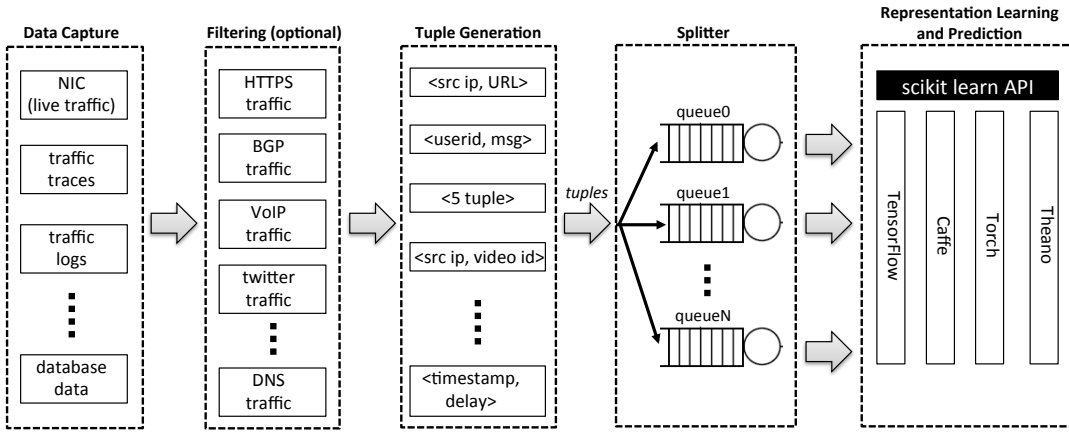 Data Capture
NIC
(live traffic)
traffic
traces
traffic
logs
database
data
Filtering (optional)
HTTPS
traffic
BGP
traffic
VoIP
traffic
twitter
traffic
DNS
traffic
Tuple Generation
<src ip, URL>
<userid, msg>
<5 tuple>
<src ip, video id>
<timestamp,
delay>
tuples
Splitter
queue0
queue1
queueN
Representation Learning
and Prediction
scikit learn API
TensorFlow
Caffe
Torch
Theano